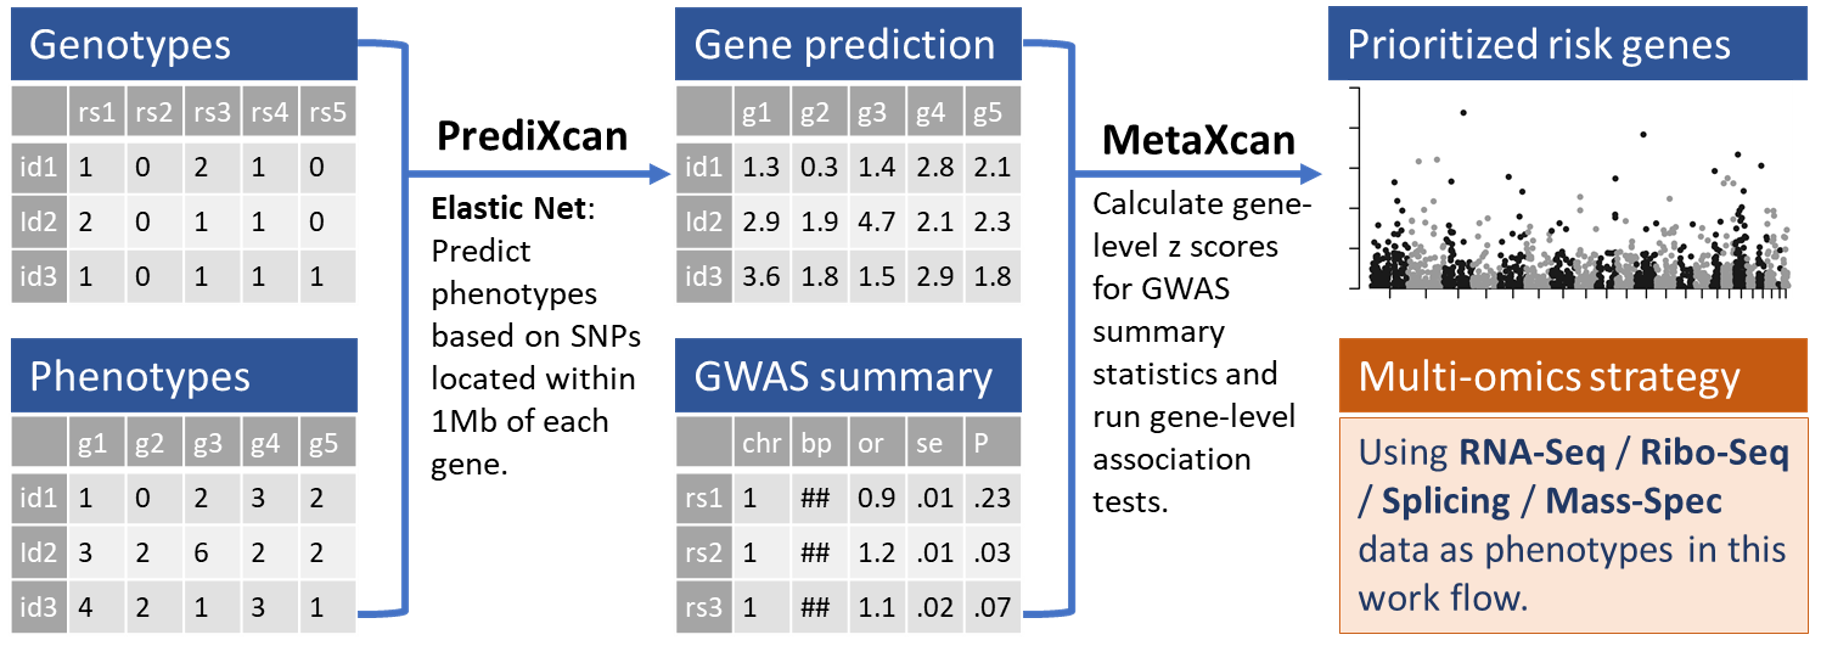 Genotypes
rs1 rs2 rs3 rs4 rs5
id1 1 0 2 1 0
Id2 2 0 1 1 0
id3 1 0 1 1 1
Phenotypes
g1 g2 g3 g4 g5
id1 1 0 2 3 2
Id2 3 2 6 2 2
id3 4 2 1 3 1
PrediXcan
Elastic Net:
Predict
phenotypes
based on SNPs
located within
1Mb of each
gene.
Gene prediction
g1 g2 g3 g4 g5
id1 1.3 0.3 1.4 2.8 2.1
Id2 2.9 1.9 4.7 2.1 2.3
id3 3.6 1.8 1.5 2.9 1.8
GWAS summary
chr bp or se P
rs1 1 ## 0.9 .01 .23
rs2 1 ## 1.2 .01 .03
rs3 1 ## 1.1 .02 .07
MetaXcan
Calculate gene-
level z scores
for GWAS
summary
statistics and
run gene-level
association
tests.
Prioritized risk genes
Multi-omics strategy
Using RNA-Seq / Ribo-Seq
/ Splicing / Mass-Spec
data as phenotypes in this
work flow.